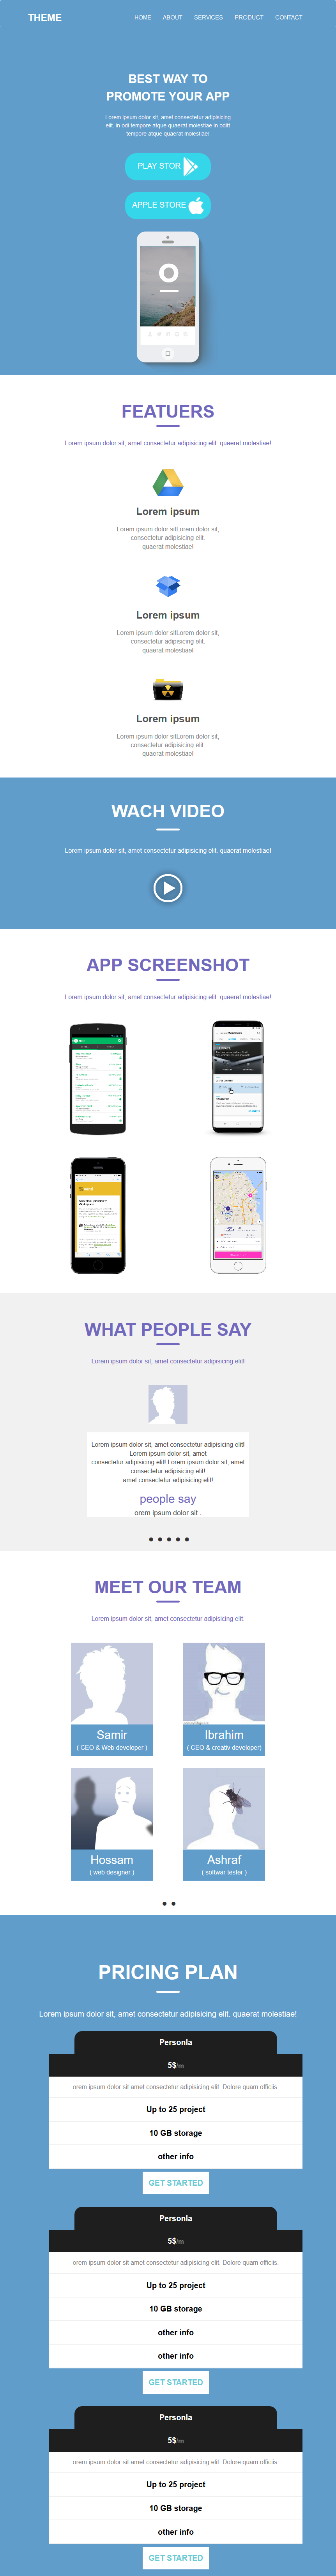 THEME
HOME ABOUT SERVICES PRODUCT CONTACT
BEST WAY TO
PROMOTE YOUR APP
Lorem ipsum dolor sit, amet consectetur adipisicing
elit. in odi tempore atque quaerat molestiae in oditf
tempore atque quaerat molestiae!
PLAY STOR
APPLE STORE
FEATUERS
Lorem ipsum dolor sit, amet consectetur adipisicing elit. quaerat molestiae!
Lorem ipsum
Lorem ipsum dolor sitLorem dolor sit,
consectetur adipisicing elit.
quaerat molestiae!
Lorem ipsum
Lorem ipsum dolor sitLorem dolor sit,
consectetur adipisicing elit.
quaerat molestiae!
Lorem ipsum
Lorem ipsum dolor sitLorem dolor sit,
consectetur adipisicing elit.
quaerat molestiae!
WACH VIDEO
Lorem ipsum dolor sit, amet consectetur adipisicing elit. quaerat molestiae!
APP SCREENSHOT
Lorem ipsum dolor sit, amet consectetur adipisicing elit. quaerat molestiae!
WHAT PEOPLE SAY
Lorem ipsum dolor sit, amet consectetur adipisicing elit!
Lorem ipsum dolor sit, amet consectetur adipisicing elit!
Lorem ipsum dolor sit, amet
consectetur adipisicing elit! Lorem ipsum dolor sit, amet
consectetur adipisicing elit!
amet consectetur adipisicing elit!
people say
orem ipsum dolor sit .
MEET OUR TEAM
Lorem ipsum dolor sit, amet consectetur adipisicing elit
Samir
( CEO & Web developer )
Ibrahim
( CEO & creativ developer)
Hossam
( web designer )
Ashraf
( softwar tester )
PRICING PLAN
Lorem ipsum dolor sit, amet consectetur adipisicing elit. quaerat molestiae!
Personla
5$/m
orem ipsum dolor sit amet consectetur adipisicing elit. Dolore quam officiis.
Up to 25 project
10 GB storage
other info
GET STARTED
Personla
5$/m
orem ipsum dolor sit amet consectetur adipisicing elit. Dolore quam officiis.
Up to 25 project
10 GB storage
other info
other info
GET STARTED
Personla
5$/m
orem ipsum dolor sit amet consectetur adipisicing elit. Dolore quam officiis.
Up to 25 project
10 GB storage
other info
GET STARTED